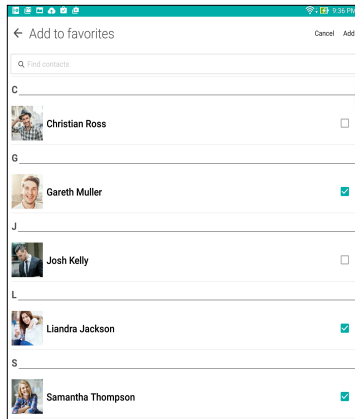 9:36 PM
Add to favorites
Cancel
Add
Find contacts
C
Christian Ross
G
Gareth Muller
J
Josh Kelly
L
Liandra Jackson
S
Samantha Thompson